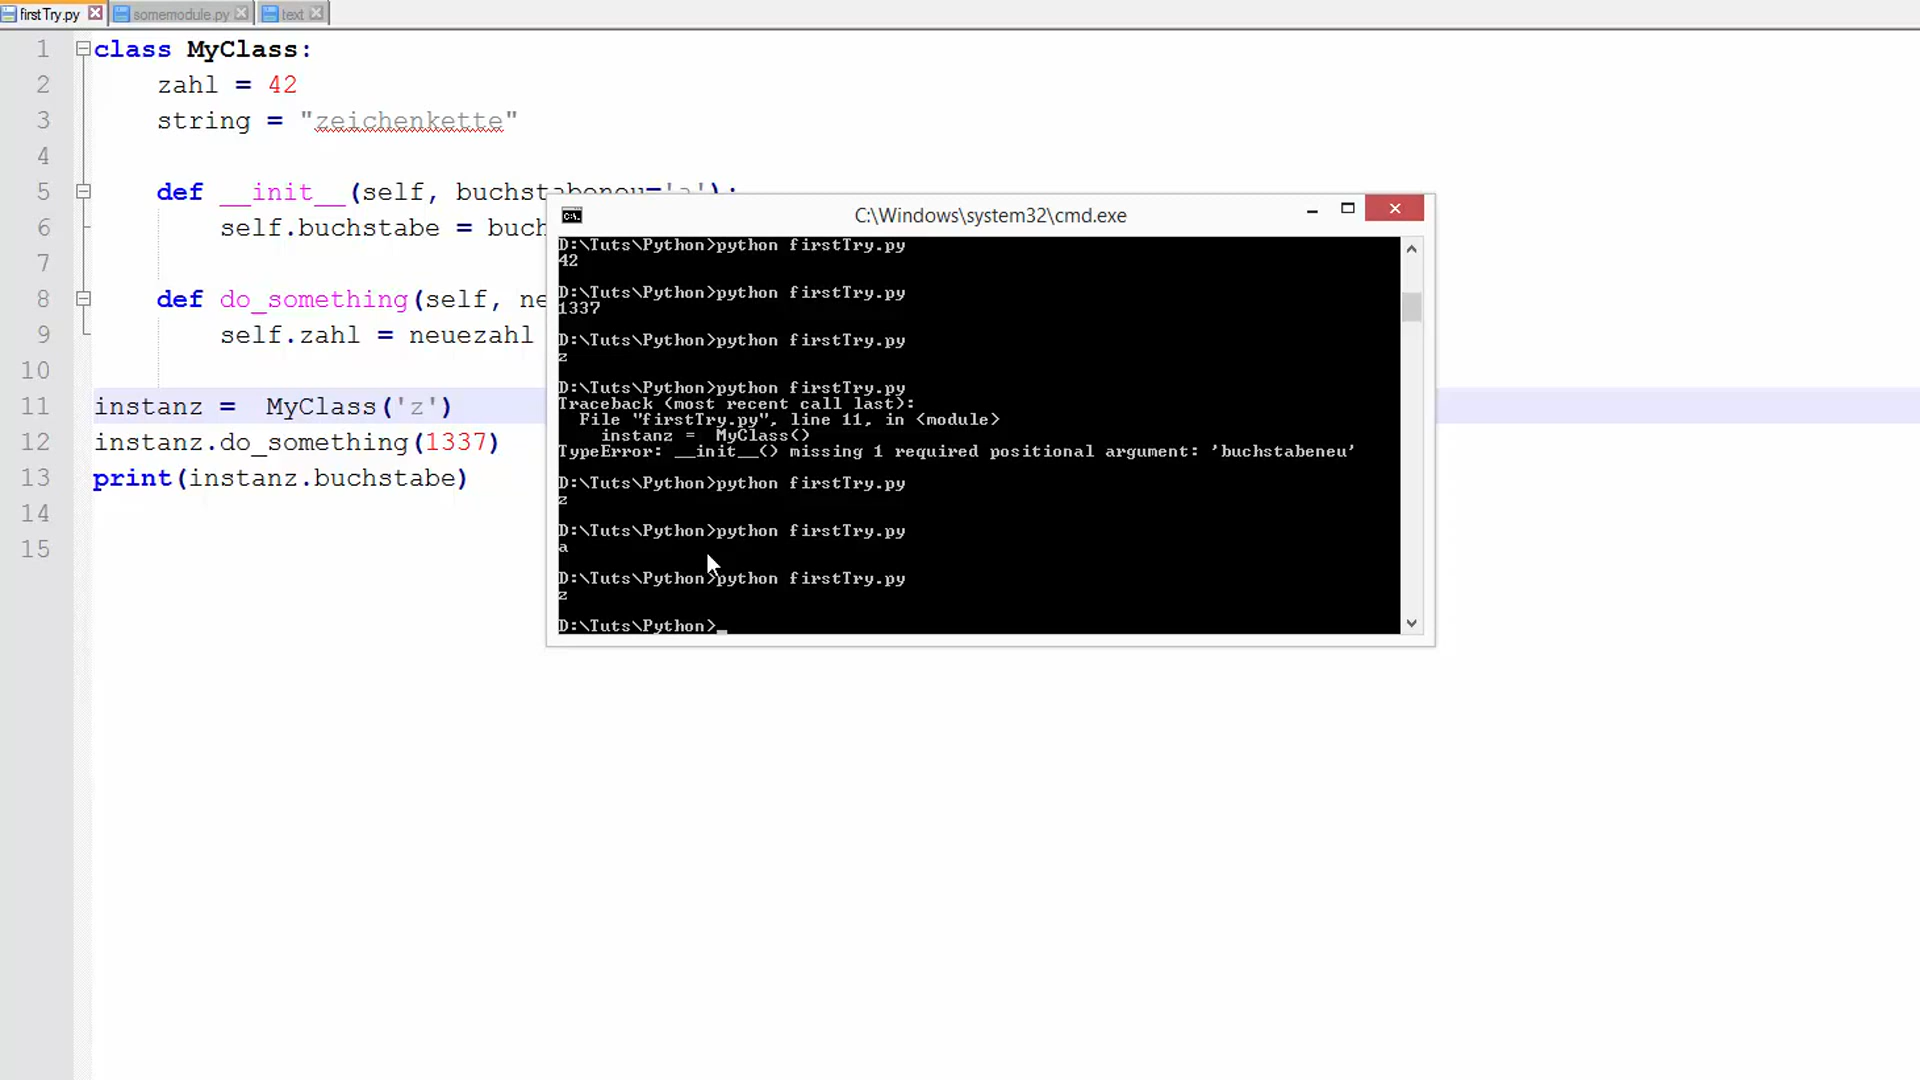 firstTry.py somemodule.py text
1 class MyClass:
2 zahl = 42
3 string = "zeichenkette"
4
5 def __init__(self, buchstabeneu='a'):
6 self.buchstabe = buch
7
8 def do_something(self, ne
9 self.zahl = neuezahl
10
11 instanz =  MyClass('z')
12 instanz.do_something(1337)
13 print(instanz.buchstabe)
14
15
C:\Windows\system32\cmd.exe
D:\Tuts\Python>python firstTry.py
42
D:\Tuts\Python>python firstTry.py
1337
D:\Tuts\Python>python firstTry.py
z
D:\Tuts\Python>python firstTry.py
Traceback (most recent call last):
File "firstTry.py", line 11, in <module>
instanz =  MyClass()
TypeError: __init__() missing 1 required positional argument: 'buchstabeneu'
D:\Tuts\Python>python firstTry.py
z
D:\Tuts\Python>python firstTry.py
a
D:\Tuts\Python>python firstTry.py
z
D:\Tuts\Python>_